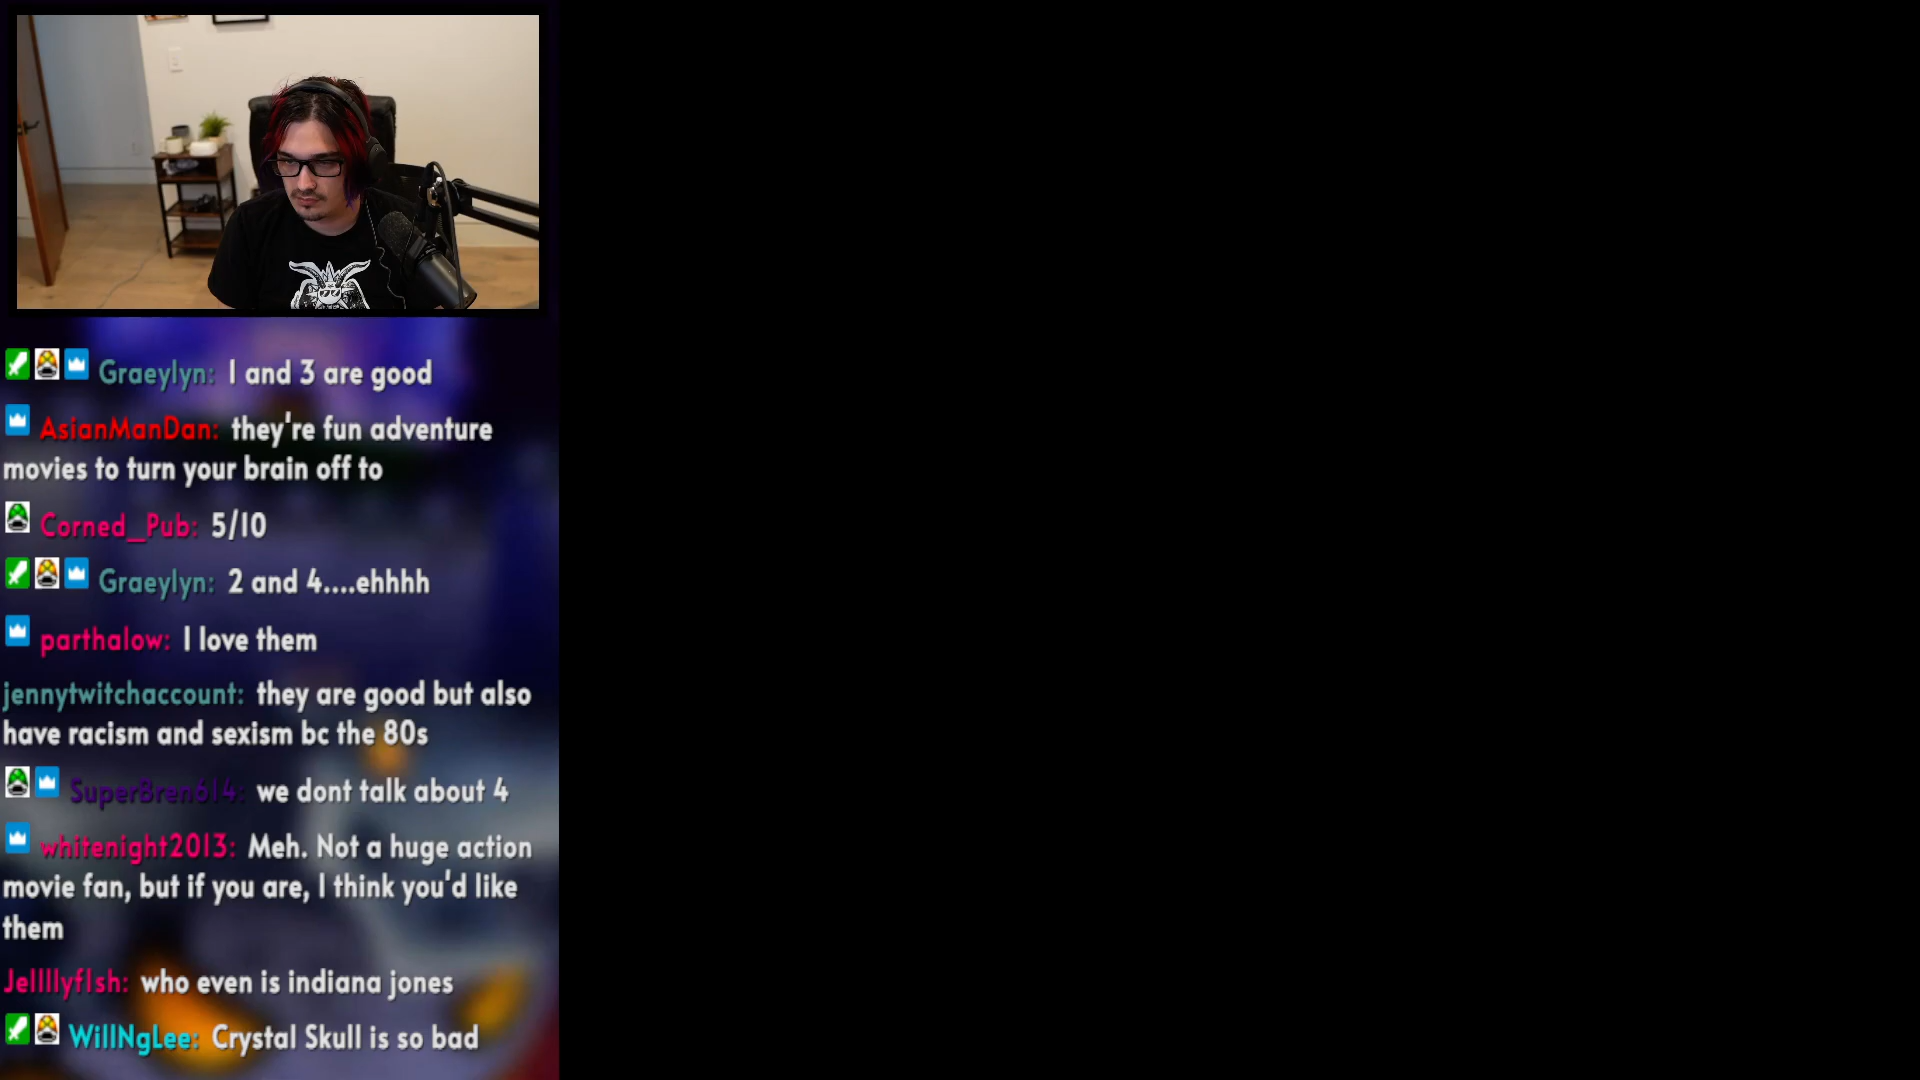 Graeylyn: 1 and 3 are good
AsianManDan: they're fun adventure
movies to turn your brain off to
Corned_Pub: 5/10
Graeylyn: 2 and 4....ehhhh
parthalow: I love them
jennytwitchaccount: they are good but also
have racism and sexism bc the 80s
SuperBren614: we dont talk about 4
whitenight2013: Meh. Not a huge action
movie fan, but if you are, I think you'd like
them
Jellllyf1sh: who even is indiana jones
WillNgLee: Crystal Skull is so bad